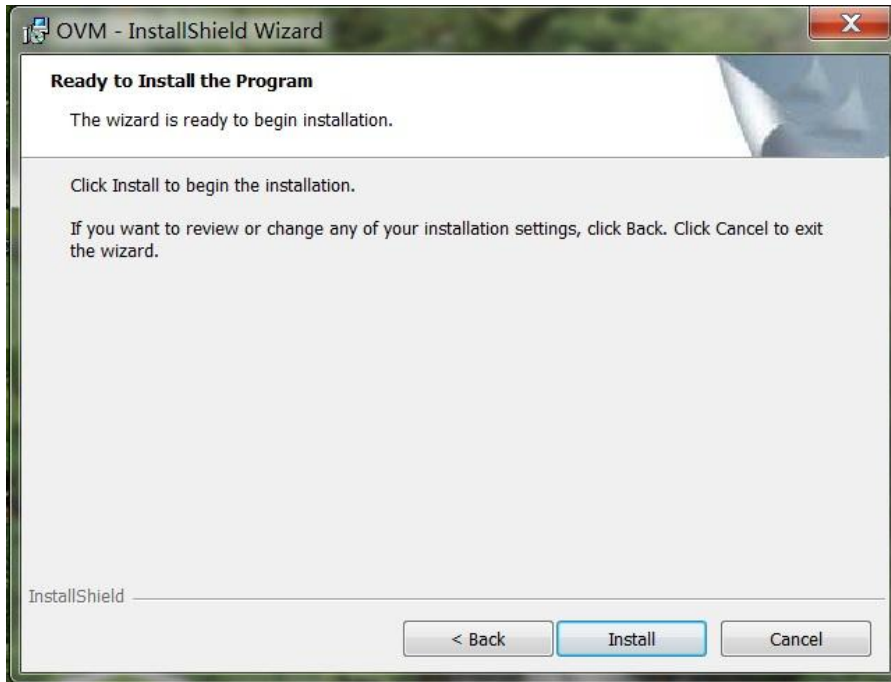 OVM - InstallShield Wizard
X
Ready to Install the Program
The wizard is ready to begin installation.
Click Install to begin the installation.
If you want to review or change any of your installation settings, click Back. Click Cancel to exit
the wizard.
InstallShield
< Back
Install
Cancel